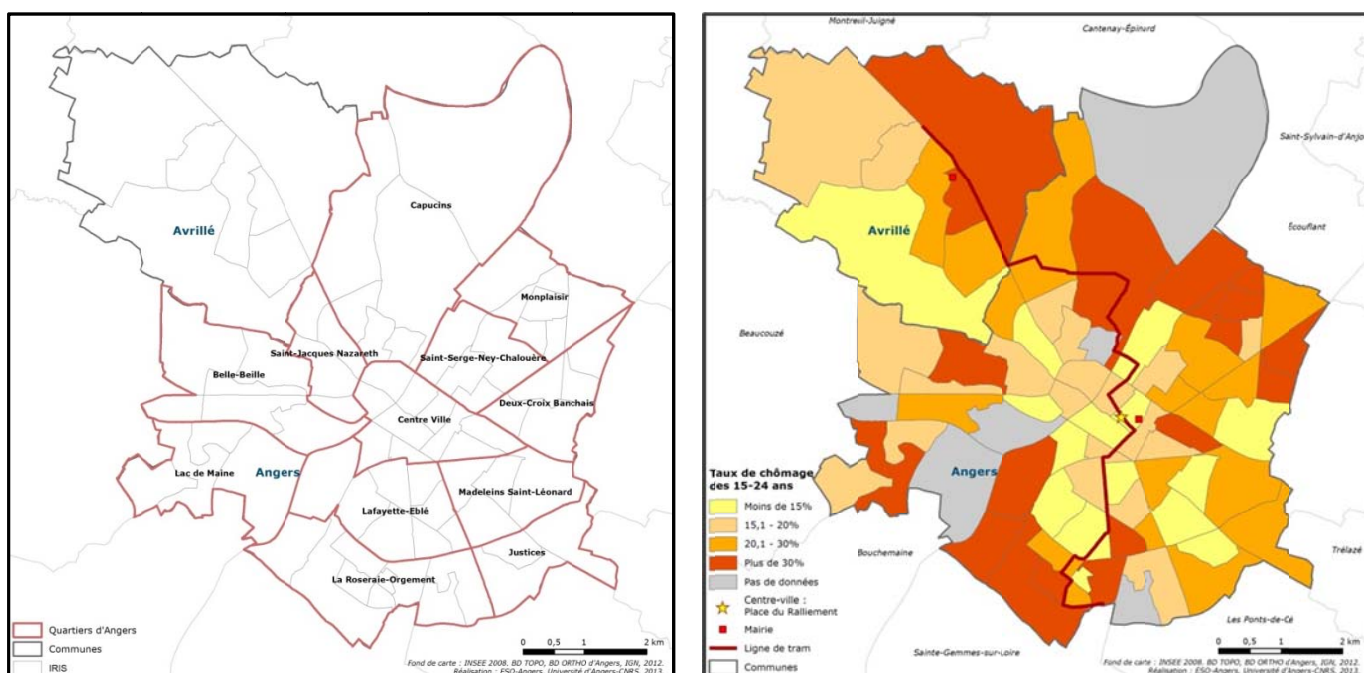 Avrillé
Capucins
Monplaisir
Saint-Jacques Nazareth
Saint-Serge-Ney-Chalouère
Belle-Beille
Deux-Croix Banchais
Centre Ville
Lac de Maine
Angers
Madeleins Saint-Léonard
Lafayette-Eblé
Justices
La Roseraie-Orgement
Quartiers d'Angers
Communes
IRIS
0 0,5 1 2 km
Fond de carte : INSEE 2008. BD TOPO, BD ORTHO d'Angers, IGN, 2012.
Réalisation : ESO-Angers, Université d'Angers-CNRS, 2013.
Montreuil-Juigné
Cantenay-Épinard
Saint-Sylvain-d'Anjo
Écouflant
Avrillé
Beaucouzé
Angers
Taux de chômage
des 15-24 ans
Moins de 15%
15,1 - 20%
20,1 - 30%
Plus de 30%
Pas de données
Centre-ville :
Place du Ralliement
Mairie
Ligne de tram
Communes
Bouchemaine
Trélazé
Les Ponts-de-Cé
Sainte-Gemmes-sur-Loire
0 0,5 1 2 km
Fond de carte : INSEE 2008. BD TOPO, BD ORTHO d'Angers, IGN, 2012.
Réalisation : ESO-Angers, Université d'Angers-CNRS, 2013.